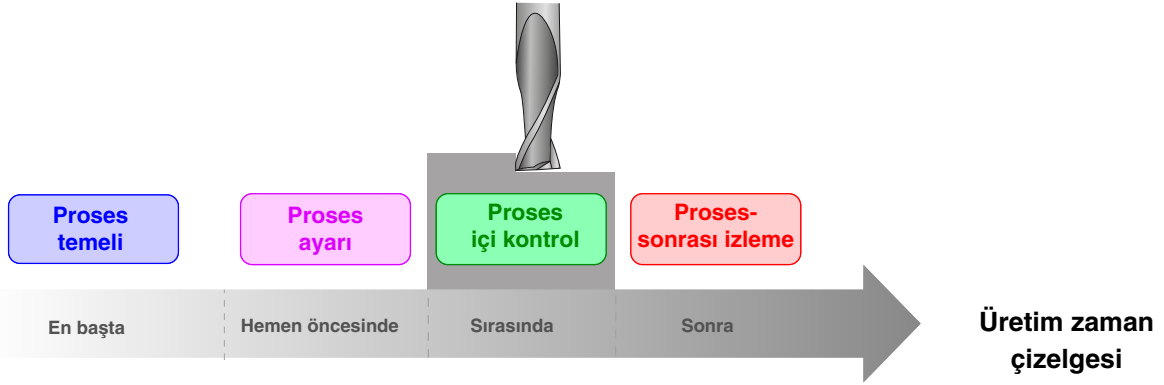 Proses
temeli
Proses
ayarı
Proses
içi kontrol
Proses-
sonrası izleme
En başta
Hemen öncesinde
Sırasında
Sonra
Üretim zaman
çizelgesi